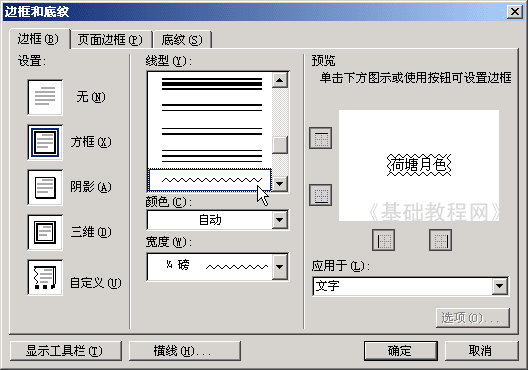 边框和底纹
边框(B)
页面边框(P)
底纹(S)
设置:
无(N)
方框(X)
阴影(A)
三维(D)
自定义(U)
线型(Y):
颜色(C):
自动
宽度(W):
¾ 磅
预览
单击下方图示或使用按钮可设置边框
荷塘月色
《基础教程网》
应用于(L):
文字
选项(O)...
显示工具栏(T)
横线(H)...
确定
取消